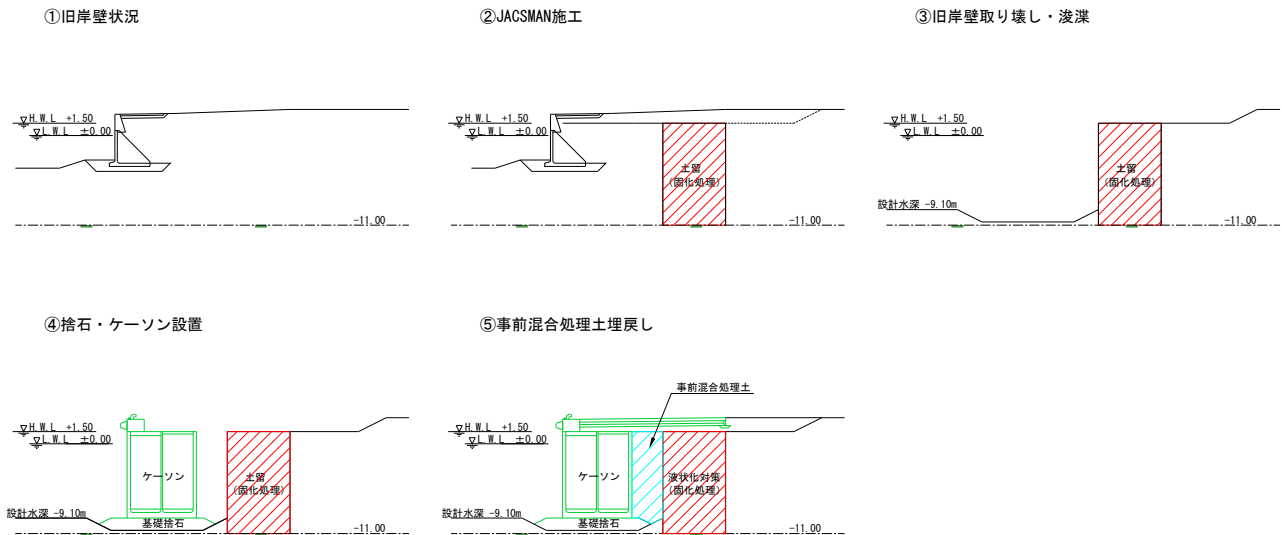 ①旧岸壁状況
H.W.L +1.50
L.W.L ±0.00
-11.00
②JACSMAN施工
H.W.L +1.50
L.W.L ±0.00
土留
(固化処理)
-11.00
③旧岸壁取り壊し・浚渫
H.W.L +1.50
L.W.L ±0.00
土留
(固化処理)
設計水深 -9.10m
-11.00
④捨石・ケーソン設置
H.W.L +1.50
L.W.L ±0.00
ケーソン
土留
(固化処理)
設計水深 -9.10m
基礎捨石
-11.00
⑤事前混合処理土埋戻し
事前混合処理土
H.W.L +1.50
L.W.L ±0.00
ケーソン
液状化対策
(固化処理)
設計水深 -9.10m
基礎捨石
-11.00